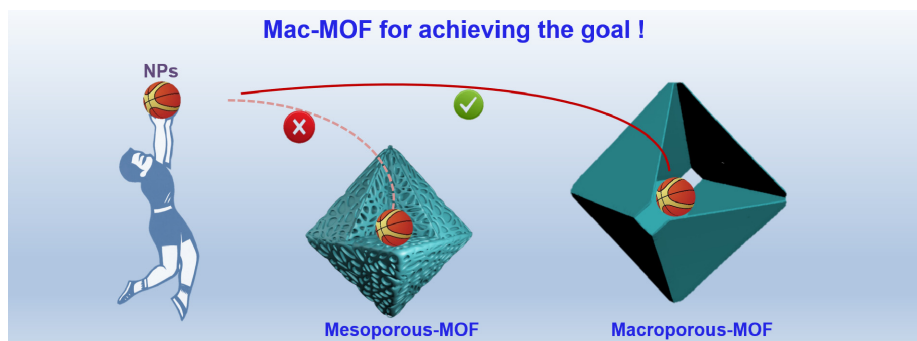 Mac-MOF for achieving the goal !
NPs
Mesoporous-MOF
Macroporous-MOF